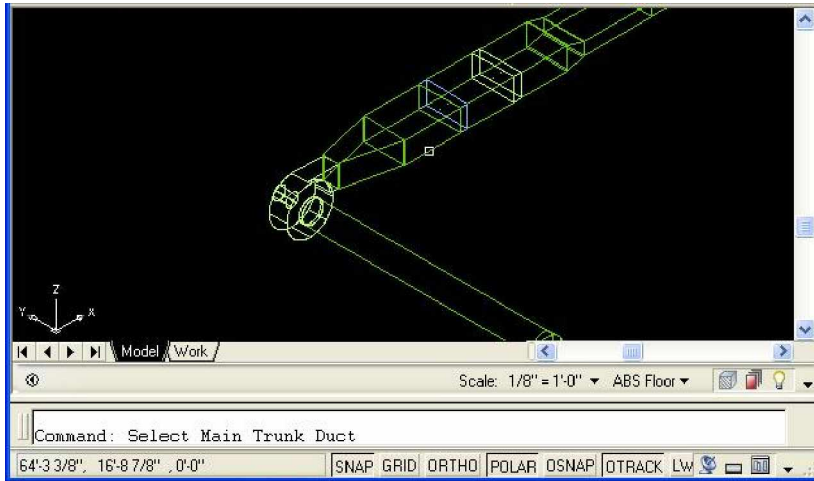 Z
Y X
Model Work
Scale: 1/8" = 1'-0" ABS Floor
Command: Select Main Trunk Duct
64'-3 3/8", 16'-8 7/8" , 0'-0" SNAP GRID ORTHO POLAR OSNAP OTRACK LW